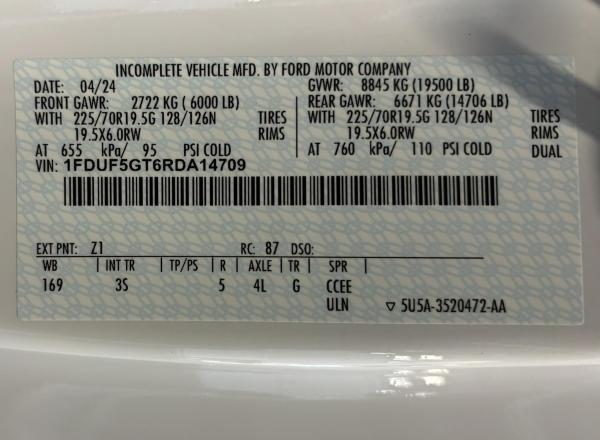 INCOMPLETE VEHICLE MFD. BY FORD MOTOR COMPANY
DATE: 04/24 GVWR: 8845 KG (19500 LB)
FRONT GAWR: 2722 KG ( 6000 LB) REAR GAWR: 6671 KG (14706 LB)
WITH 225/70R19.5G 128/126N TIRES WITH 225/70R19.5G 128/126N TIRES
19.5X6.0RW RIMS 19.5X6.0RW RIMS
AT 655 kPa/ 95 PSI COLD AT 760 kPa/ 110 PSI COLD DUAL
VIN: 1FDUF5GT6RDA14709
EXT PNT: Z1 RC: 87 DSO:
WB INT TR TP/PS R AXLE TR SPR
169 3S 5 4L G CCEE
ULN ▽ 5U5A-3520472-AA